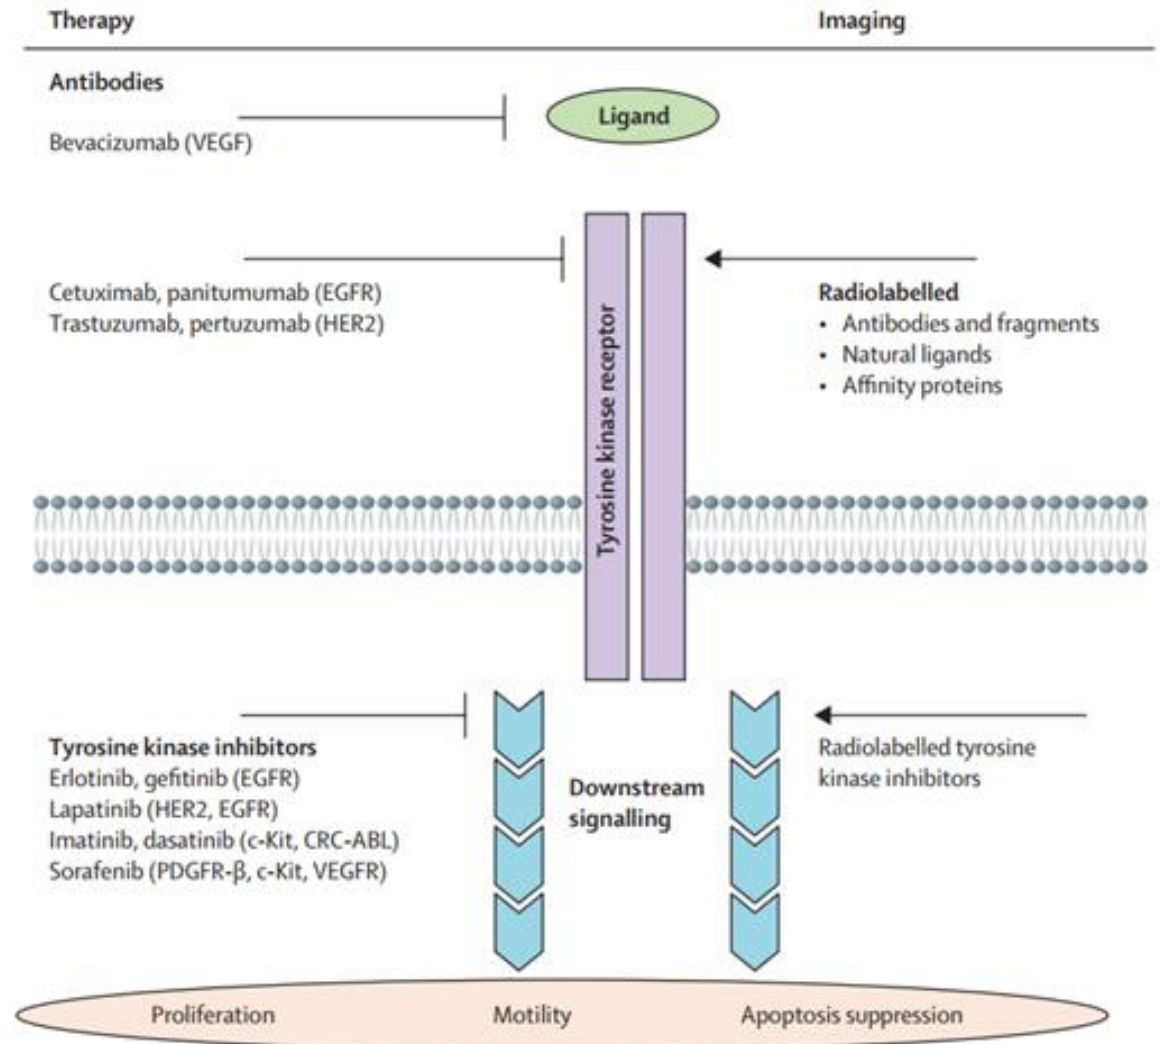 Therapy
Imaging
Antibodies
Ligand
Bevacizumab (VEGF)
Cetuximab, panitumumab (EGFR)
Trastuzumab, pertuzumab (HER2)
Tyrosine kinase receptor
Radiolabelled
• Antibodies and fragments
• Natural ligands
• Affinity proteins
Tyrosine kinase inhibitors
Erlotinib, gefitinib (EGFR)
Lapatinib (HER2, EGFR)
Imatinib, dasatinib (c-Kit, CRC-ABL)
Sorafenib (PDGFR-β, c-Kit, VEGFR)
Downstream
signalling
Radiolabelled tyrosine
kinase inhibitors
Proliferation
Motility
Apoptosis suppression